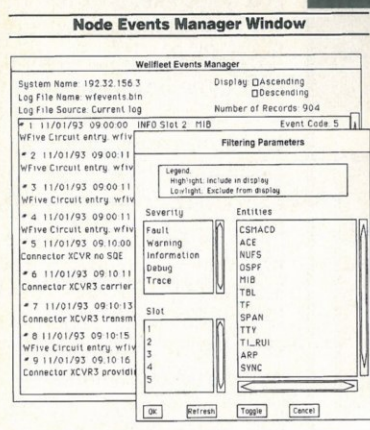 Node Events Manager Window
Wellfleet Events Manager
System Name: 192.32.156.3
Display: Ascending
Descending
Log File Name: wfevents.bin
Log File Source: Current log
Number of Records: 904
# 1 11/01/93 09:00:00 INFO Slot 2 MIB Event Code: 5
WFive Circuit entry: wfiv
# 2 11/01/93 09:00:11
WFive Circuit entry: wfiv
# 3 11/01/93 09:00:11
WFive Circuit entry: wfiv
# 4 11/01/93 09:00:11
WFive Circuit entry: wfiv
# 5 11/01/93 09:10:00
Connector XCVR no SQE
# 6 11/01/93 09:10:11
Connector XCVR3 carrier
# 7 11/01/93 09:10:13
Connector XCVR3 transmi
# 8 11/01/93 09:10:15
WFive Circuit entry: wfiv
# 9 11/01/93 09:10:16
Connector XCVR3 providi
Filtering Parameters
Legend:
Highlight: Include in display
Lowlight: Exclude from display
Severity
Fault
Warning
Information
Debug
Trace
Slot
1
2
3
4
5
Entities
CSMACD
ACE
NUFS
OSPF
MIB
TBL
TF
SPAN
TTY
TI_RUI
ARP
SYNC
OK
Refresh
Toggle
Cancel